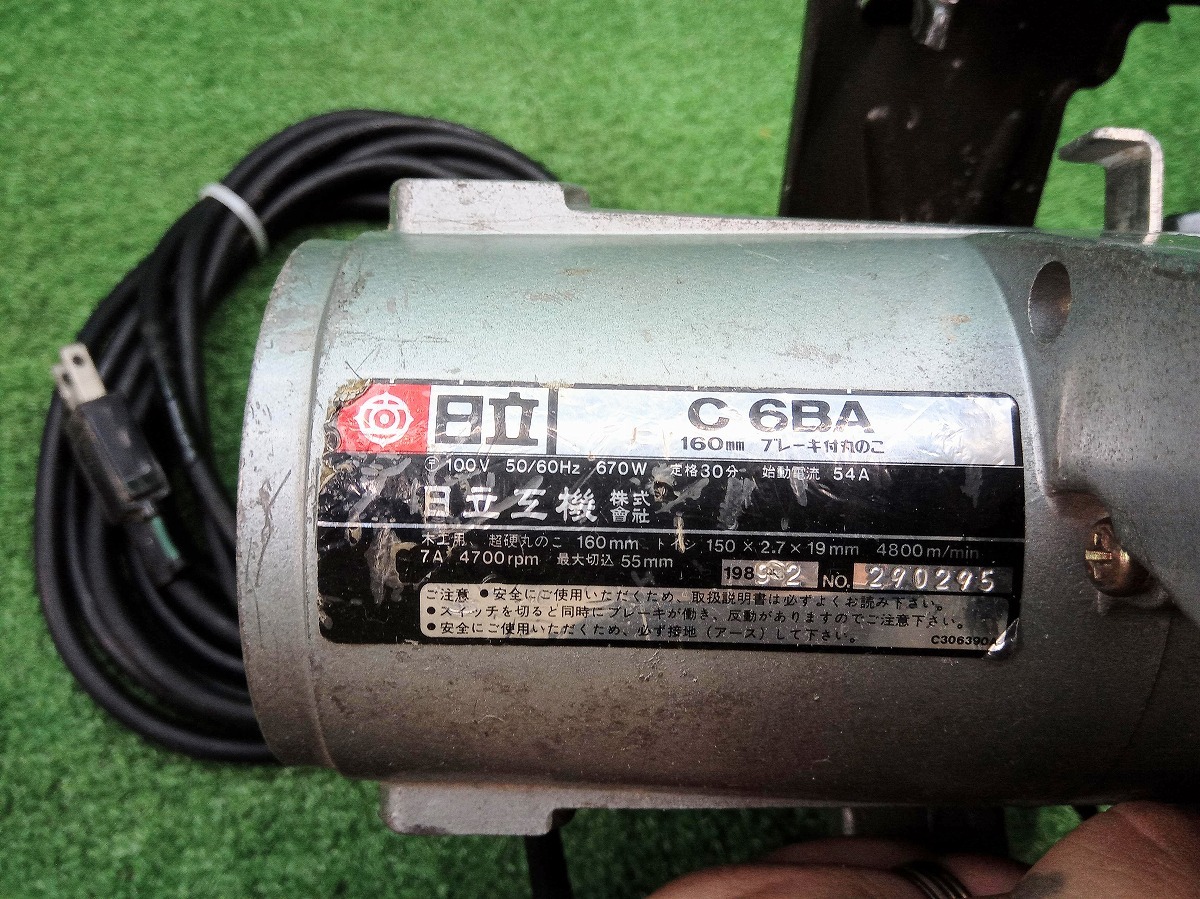 日立
C 6BA
160mm ブレーキ付丸のこ
〒 100V 50/60Hz 670W 定格30分 始動電流 54A
日立工機 株式會社
木工用、超硬丸のこ 160mm トイシ 150×2.7×19mm 4800m/min
7A 4700rpm 最大切込 55mm
198 2 NO. 290295
ご注意 ●安全にご使用いただくため、取扱説明書は必ずよくお読み下さい。
●スイッチを切ると同時にブレーキが働き、反動がありますのでご注意下さい。
●安全にご使用いただくため、必ず接地(アース)して下さい。
C306390